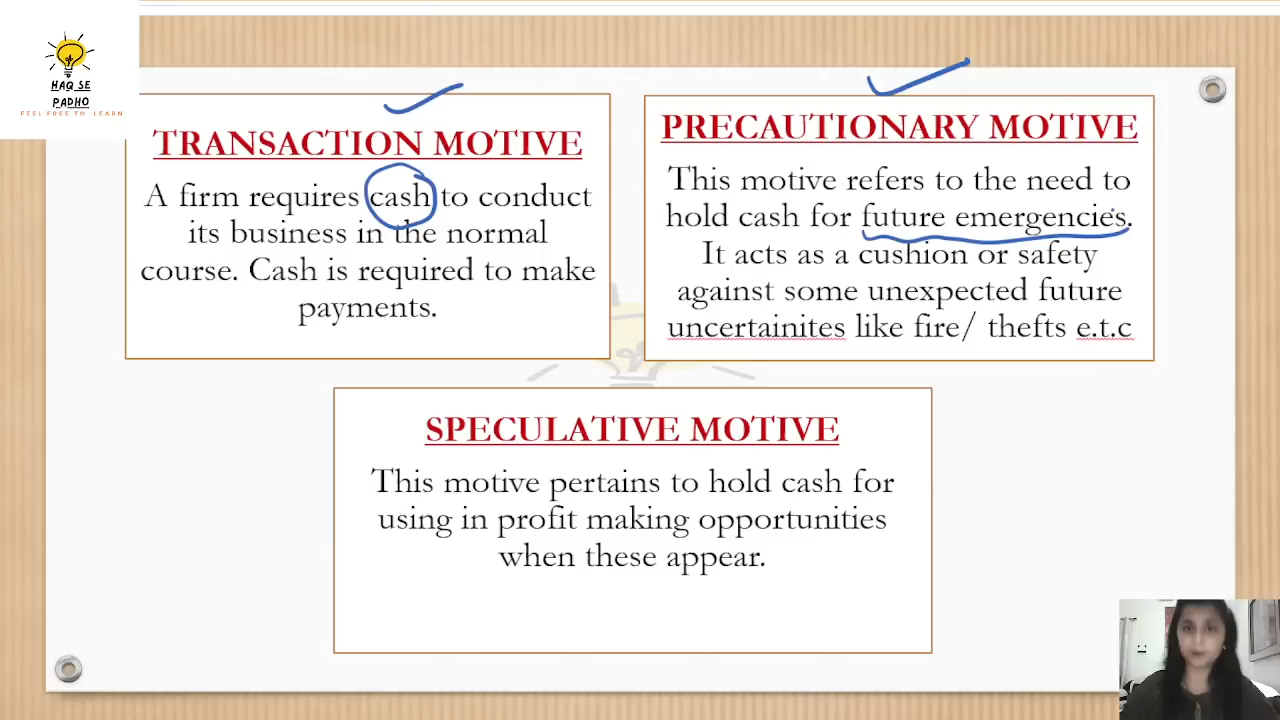 HAQ SE
PADHO
FEEL FREE TO LEARN
TRANSACTION MOTIVE
A firm requires cash to conduct
its business in the normal
course. Cash is required to make
payments.
PRECAUTIONARY MOTIVE
This motive refers to the need to
hold cash for future emergencies.
It acts as a cushion or safety
against some unexpected future
uncertainites like fire/ thefts e.t.c
SPECULATIVE MOTIVE
This motive pertains to hold cash for
using in profit making opportunities
when these appear.